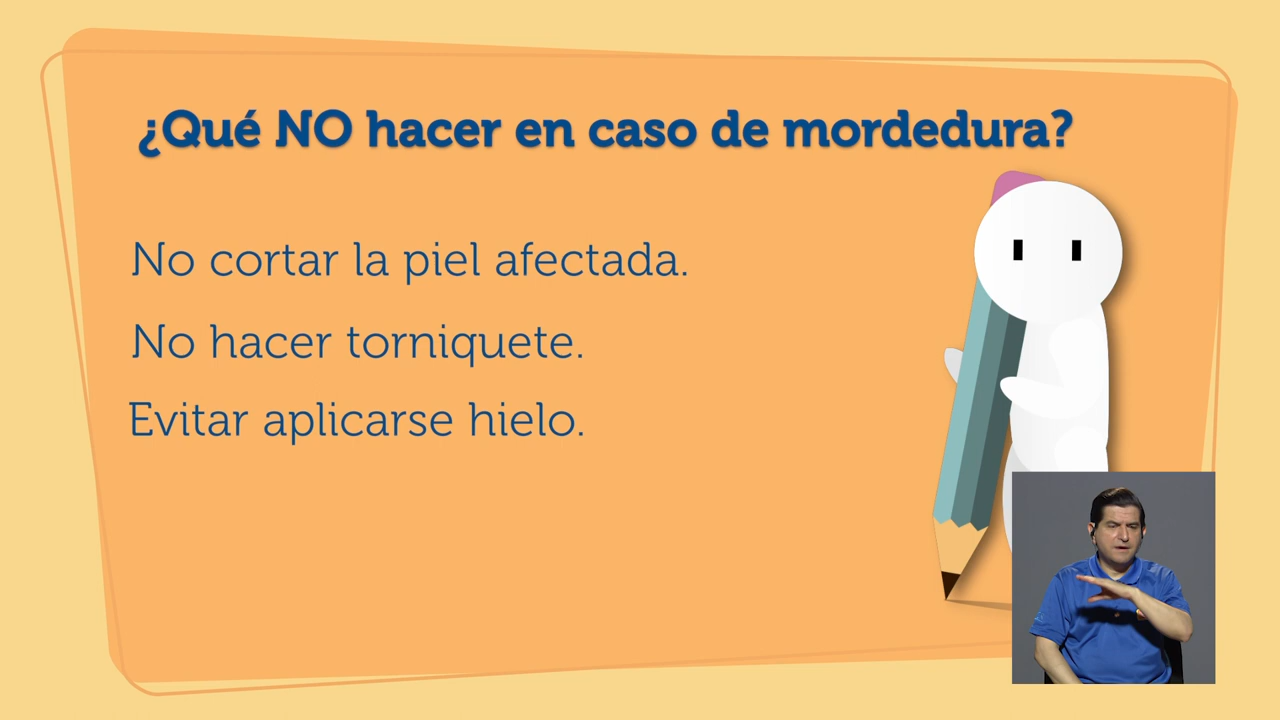 ¿Qué NO hacer en caso de mordedura?
No cortar la piel afectada.
No hacer torniquete.
Evitar aplicarse hielo.